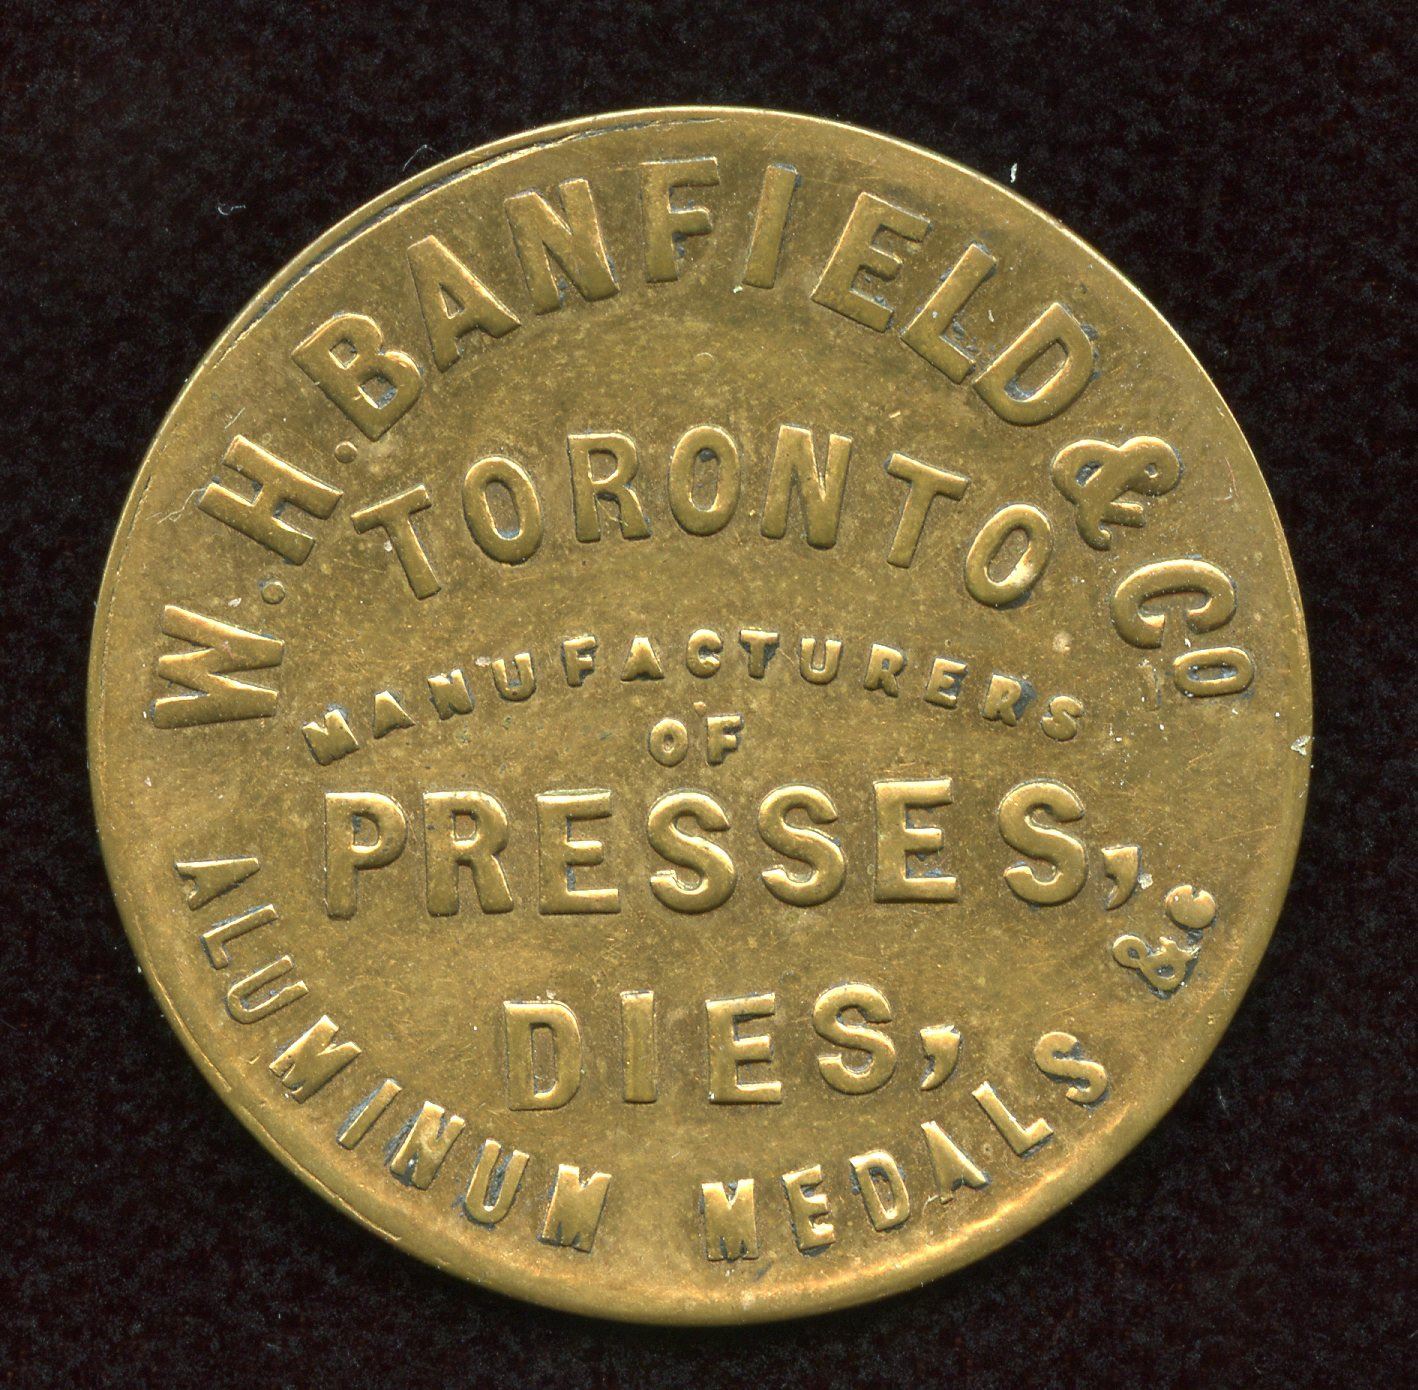 W.H.BANFIELD & CO
TORONTO
MANUFACTURERS
OF
PRESSES,
DIES,
ALUMINUM MEDALS &c